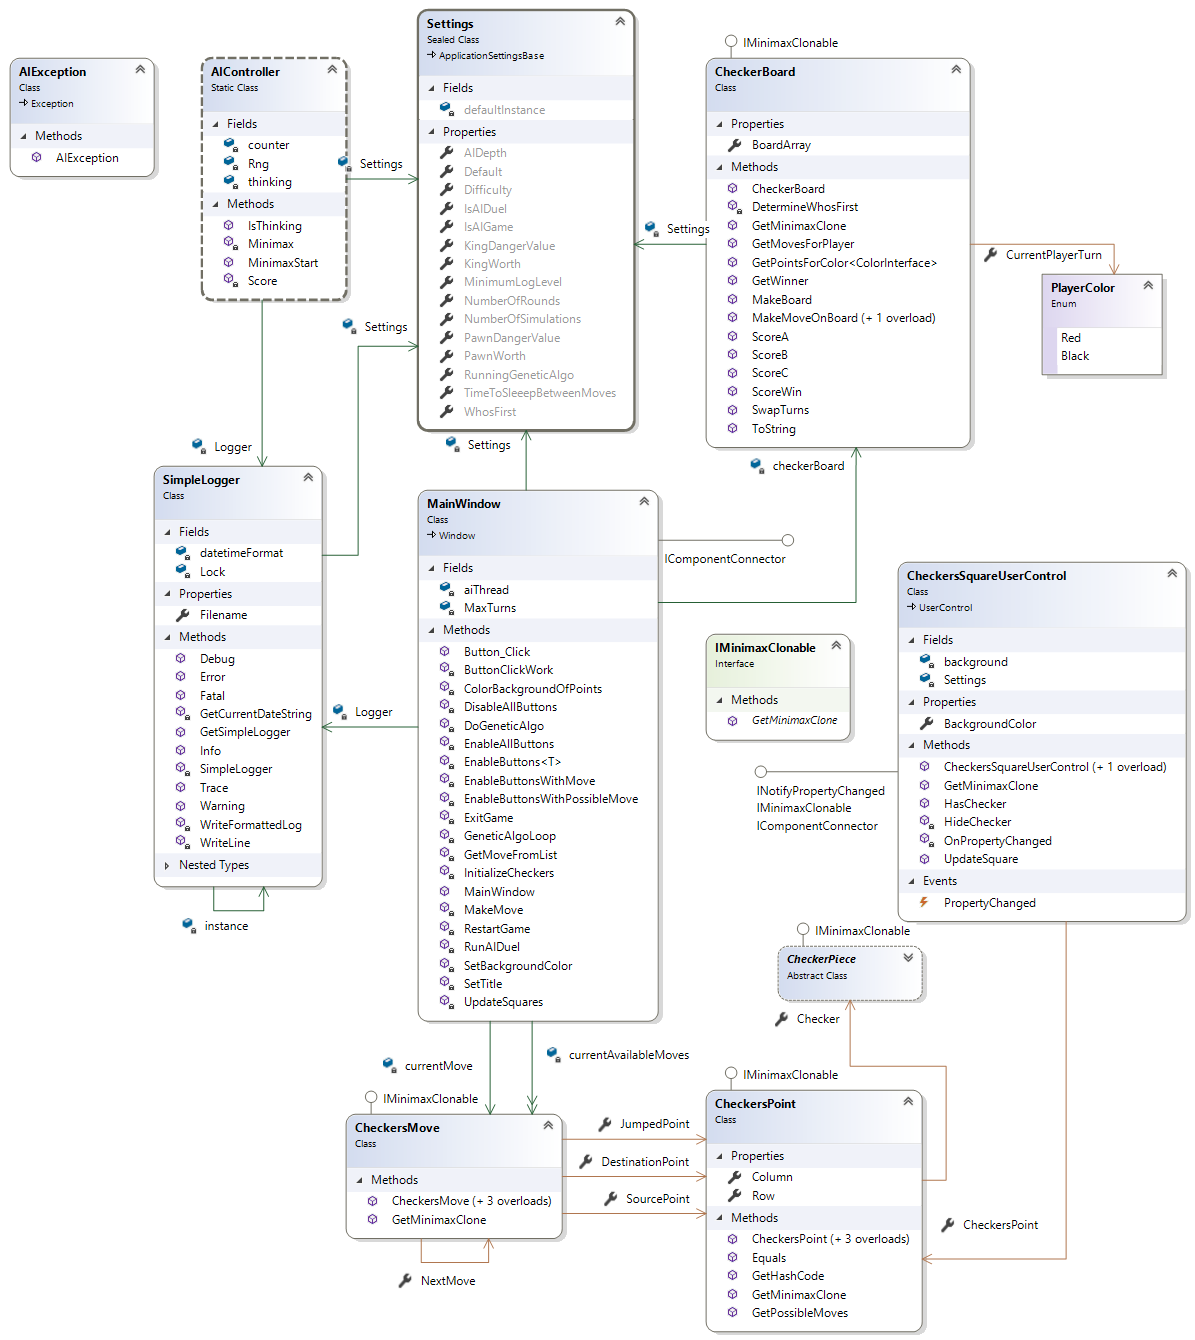 AIException
Class
Exception
Methods
AIException
AIController
Static Class
Fields
counter
Rng
thinking
Methods
IsThinking
Minimax
MinimaxStart
Score
Settings
Settings
Sealed Class
ApplicationSettingsBase
Fields
defaultInstance
Properties
AIDepth
Default
Difficulty
IsAIDuel
IsAIGame
KingDangerValue
KingWorth
MinimumLogLevel
NumberOfRounds
NumberOfSimulations
PawnDangerValue
PawnWorth
RunningGeneticAlgo
TimeToSleeepBetweenMoves
WhosFirst
IMinimaxClonable
CheckerBoard
Class
Properties
BoardArray
Methods
CheckerBoard
DetermineWhosFirst
GetMinimaxClone
GetMovesForPlayer
GetPointsForColor<ColorInterface>
GetWinner
MakeBoard
MakeMoveOnBoard (+ 1 overload)
ScoreA
ScoreB
ScoreC
ScoreWin
SwapTurns
ToString
Settings
CurrentPlayerTurn
PlayerColor
Enum
Red
Black
Settings
Logger
Settings
checkerBoard
SimpleLogger
Class
Fields
datetimeFormat
Lock
Properties
Filename
Methods
Debug
Error
Fatal
GetCurrentDateString
GetSimpleLogger
Info
SimpleLogger
Trace
Warning
WriteFormattedLog
WriteLine
Nested Types
instance
Logger
MainWindow
Class
Window
Fields
aiThread
MaxTurns
Methods
Button_Click
ButtonClickWork
ColorBackgroundOfPoints
DisableAllButtons
DoGeneticAlgo
EnableAllButtons
EnableButtons<T>
EnableButtonsWithMove
EnableButtonsWithPossibleMove
ExitGame
GeneticAlgoLoop
GetMoveFromList
InitializeCheckers
MainWindow
MakeMove
RestartGame
RunAIDuel
SetBackgroundColor
SetTitle
UpdateSquares
IComponentConnector
IMinimaxClonable
Interface
Methods
GetMinimaxClone
CheckersSquareUserControl
Class
UserControl
Fields
background
Settings
Properties
BackgroundColor
Methods
CheckersSquareUserControl (+ 1 overload)
GetMinimaxClone
HasChecker
HideChecker
OnPropertyChanged
UpdateSquare
Events
PropertyChanged
INotifyPropertyChanged
IMinimaxClonable
IComponentConnector
IMinimaxClonable
CheckerPiece
Abstract Class
Checker
currentMove
currentAvailableMoves
IMinimaxClonable
CheckersMove
Class
Methods
CheckersMove (+ 3 overloads)
GetMinimaxClone
NextMove
JumpedPoint
DestinationPoint
SourcePoint
IMinimaxClonable
CheckersPoint
Class
Properties
Column
Row
Methods
CheckersPoint (+ 3 overloads)
Equals
GetHashCode
GetMinimaxClone
GetPossibleMoves
CheckersPoint